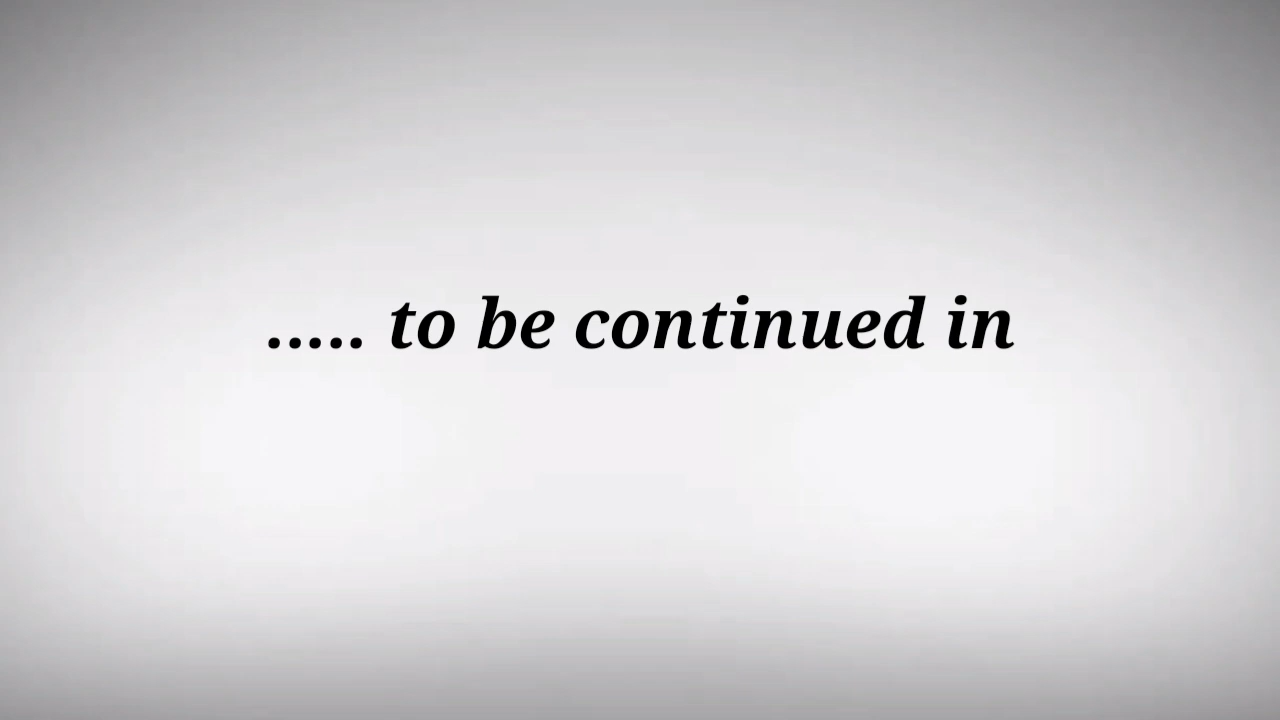 ..... to be continued in